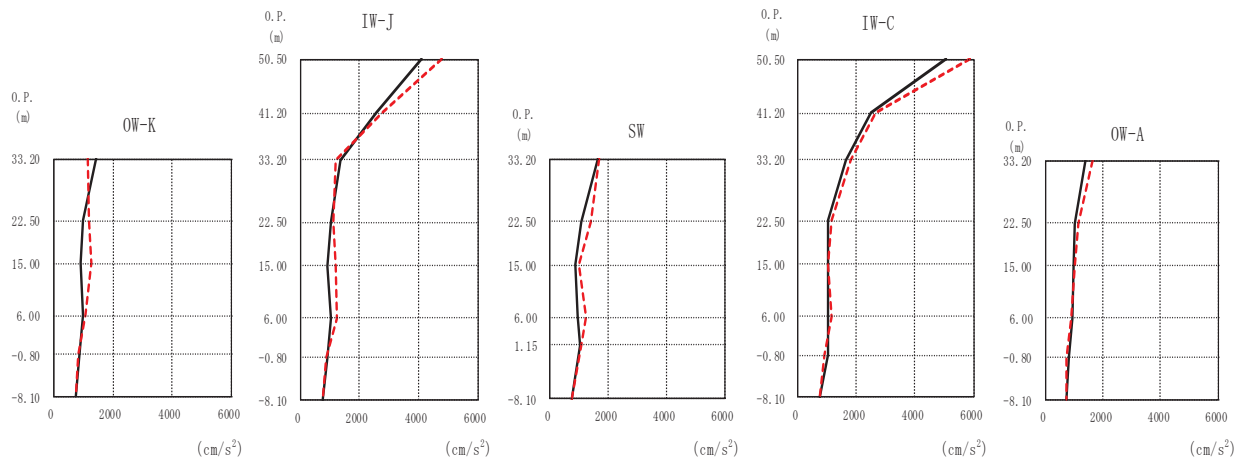 O.P.
(m)
OW-K
33.20
22.50
15.00
6.00
-0.80
-8.10
0
2000
4000
6000
(cm/s²)
O.P.
(m)
IW-J
50.50
41.20
33.20
22.50
15.00
6.00
-0.80
-8.10
0
2000
4000
6000
(cm/s²)
O.P.
(m)
SW
33.20
22.50
15.00
6.00
1.15
-8.10
0
2000
4000
6000
(cm/s²)
O.P.
(m)
IW-C
50.50
41.20
33.20
22.50
15.00
6.00
-0.80
-8.10
0
2000
4000
6000
(cm/s²)
O.P.
(m)
OW-A
33.20
22.50
15.00
6.00
-0.80
-8.10
0
2000
4000
6000
(cm/s²)